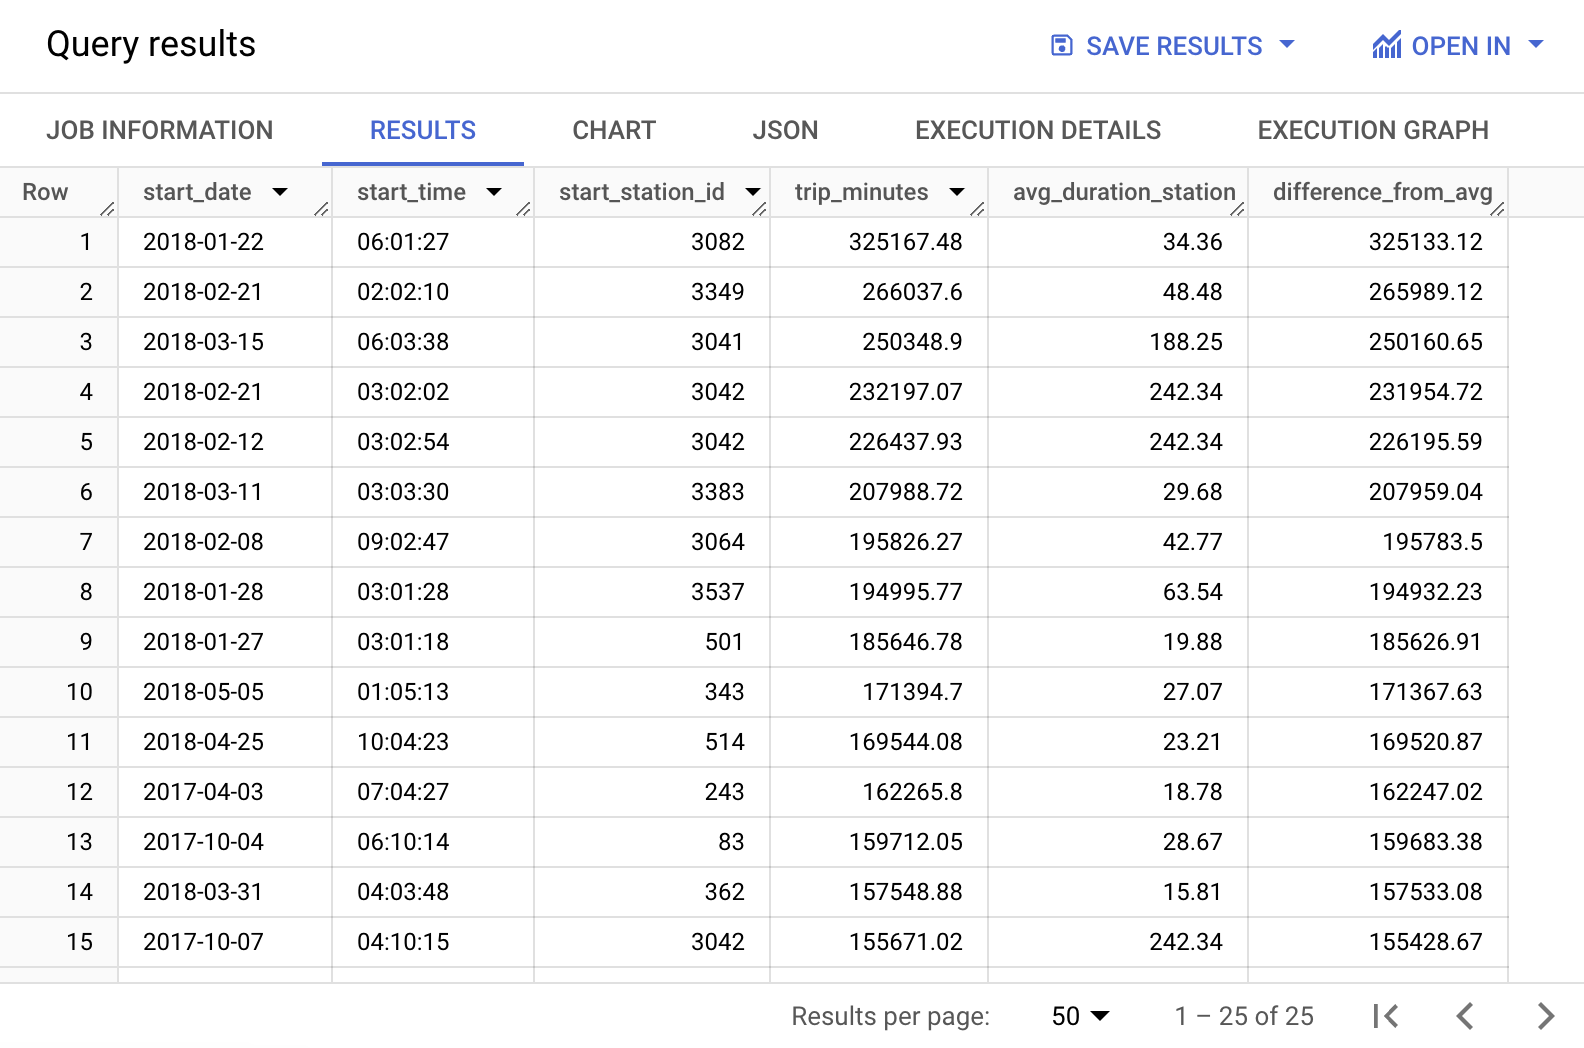 Query results
SAVE RESULTS
OPEN IN
JOB INFORMATION RESULTS CHART JSON EXECUTION DETAILS EXECUTION GRAPH
Row start_date start_time start_station_id trip_minutes avg_duration_station difference_from_avg
1 2018-01-22 06:01:27 3082 325167.48 34.36 325133.12
2 2018-02-21 02:02:10 3349 266037.6 48.48 265989.12
3 2018-03-15 06:03:38 3041 250348.9 188.25 250160.65
4 2018-02-21 03:02:02 3042 232197.07 242.34 231954.72
5 2018-02-12 03:02:54 3042 226437.93 242.34 226195.59
6 2018-03-11 03:03:30 3383 207988.72 29.68 207959.04
7 2018-02-08 09:02:47 3064 195826.27 42.77 195783.5
8 2018-01-28 03:01:28 3537 194995.77 63.54 194932.23
9 2018-01-27 03:01:18 501 185646.78 19.88 185626.91
10 2018-05-05 01:05:13 343 171394.7 27.07 171367.63
11 2018-04-25 10:04:23 514 169544.08 23.21 169520.87
12 2017-04-03 07:04:27 243 162265.8 18.78 162247.02
13 2017-10-04 06:10:14 83 159712.05 28.67 159683.38
14 2018-03-31 04:03:48 362 157548.88 15.81 157533.08
15 2017-10-07 04:10:15 3042 155671.02 242.34 155428.67
Results per page: 50 1 – 25 of 25